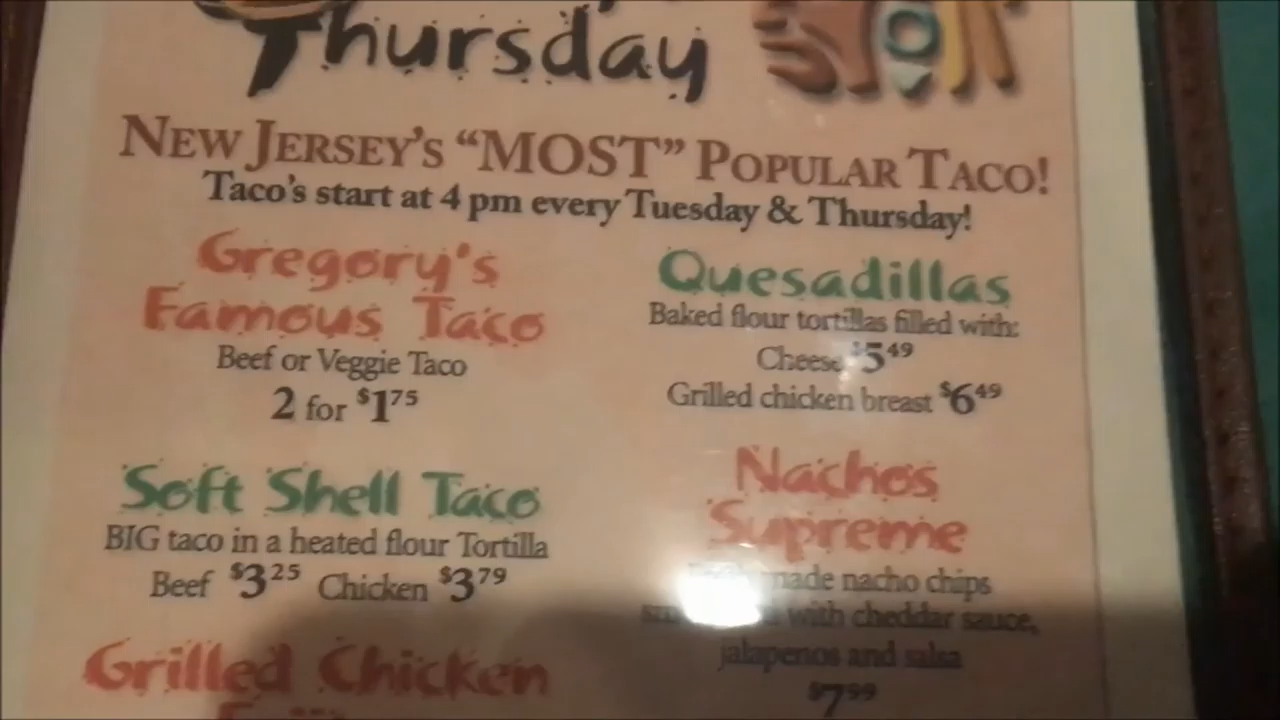 Thursday
NEW JERSEY'S "MOST" POPULAR TACO!
Taco's start at 4 pm every Tuesday & Thursday!
Gregory's
Famous Taco
Beef or Veggie Taco
2 for $1.75
Soft Shell Taco
BIG taco in a heated flour Tortilla
Beef $3.25 Chicken $3.79
Grilled Chicken
Quesadillas
Baked flour tortillas filled with:
Cheese $5.49
Grilled chicken breast $6.49
Nachos
Supreme
nacho chips
with cheddar sauce,
jalapenos and salsa
$7.99